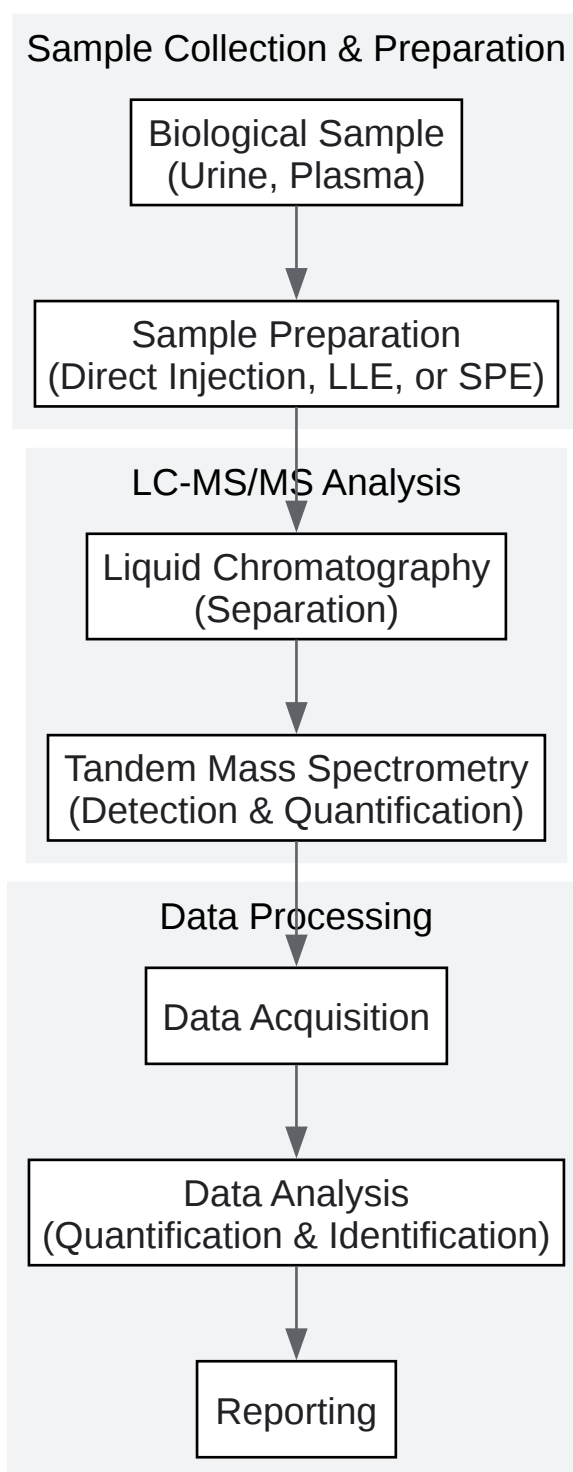 Sample Collection & Preparation
Biological Sample
(Urine, Plasma)
Sample Preparation
(Direct Injection, LLE, or SPE)
LC-MS/MS Analysis
Liquid Chromatography
(Separation)
Tandem Mass Spectrometry
(Detection & Quantification)
Data Processing
Data Acquisition
Data Analysis
(Quantification & Identification)
Reporting